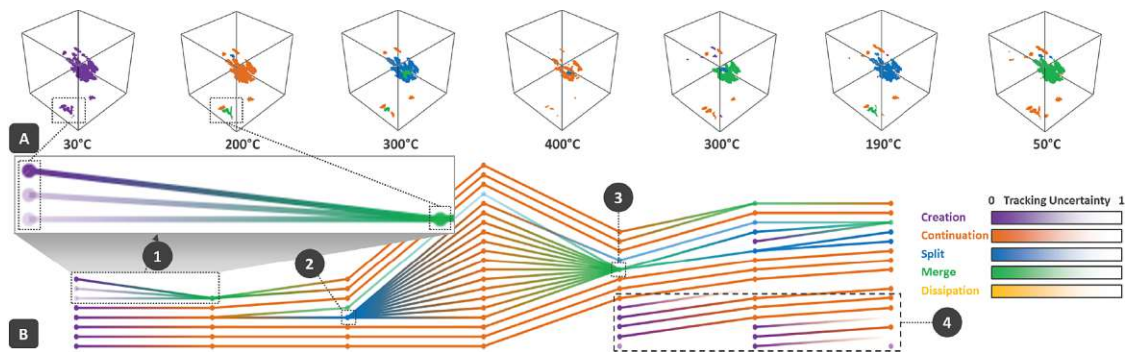 A
30°C
200°C
300°C
400°C
300°C
190°C
50°C
3
0 Tracking Uncertainty 1
Creation
Continuation
Split
Merge
Dissipation
1
2
B
4